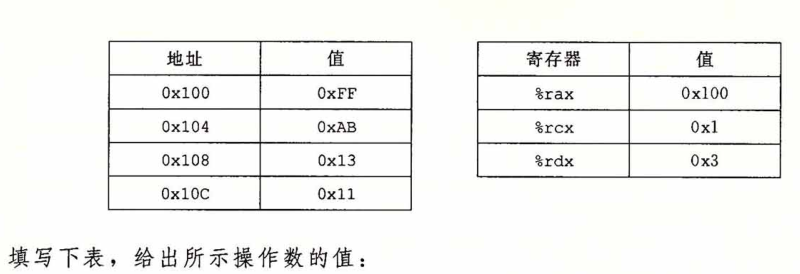 地址 值 寄存器 值
0x100 0xFF %rax 0x100
0x104 0xAB %rcx 0x1
0x108 0x13 %rdx 0x3
0x10C 0x11
填写下表，给出所示操作数的值：